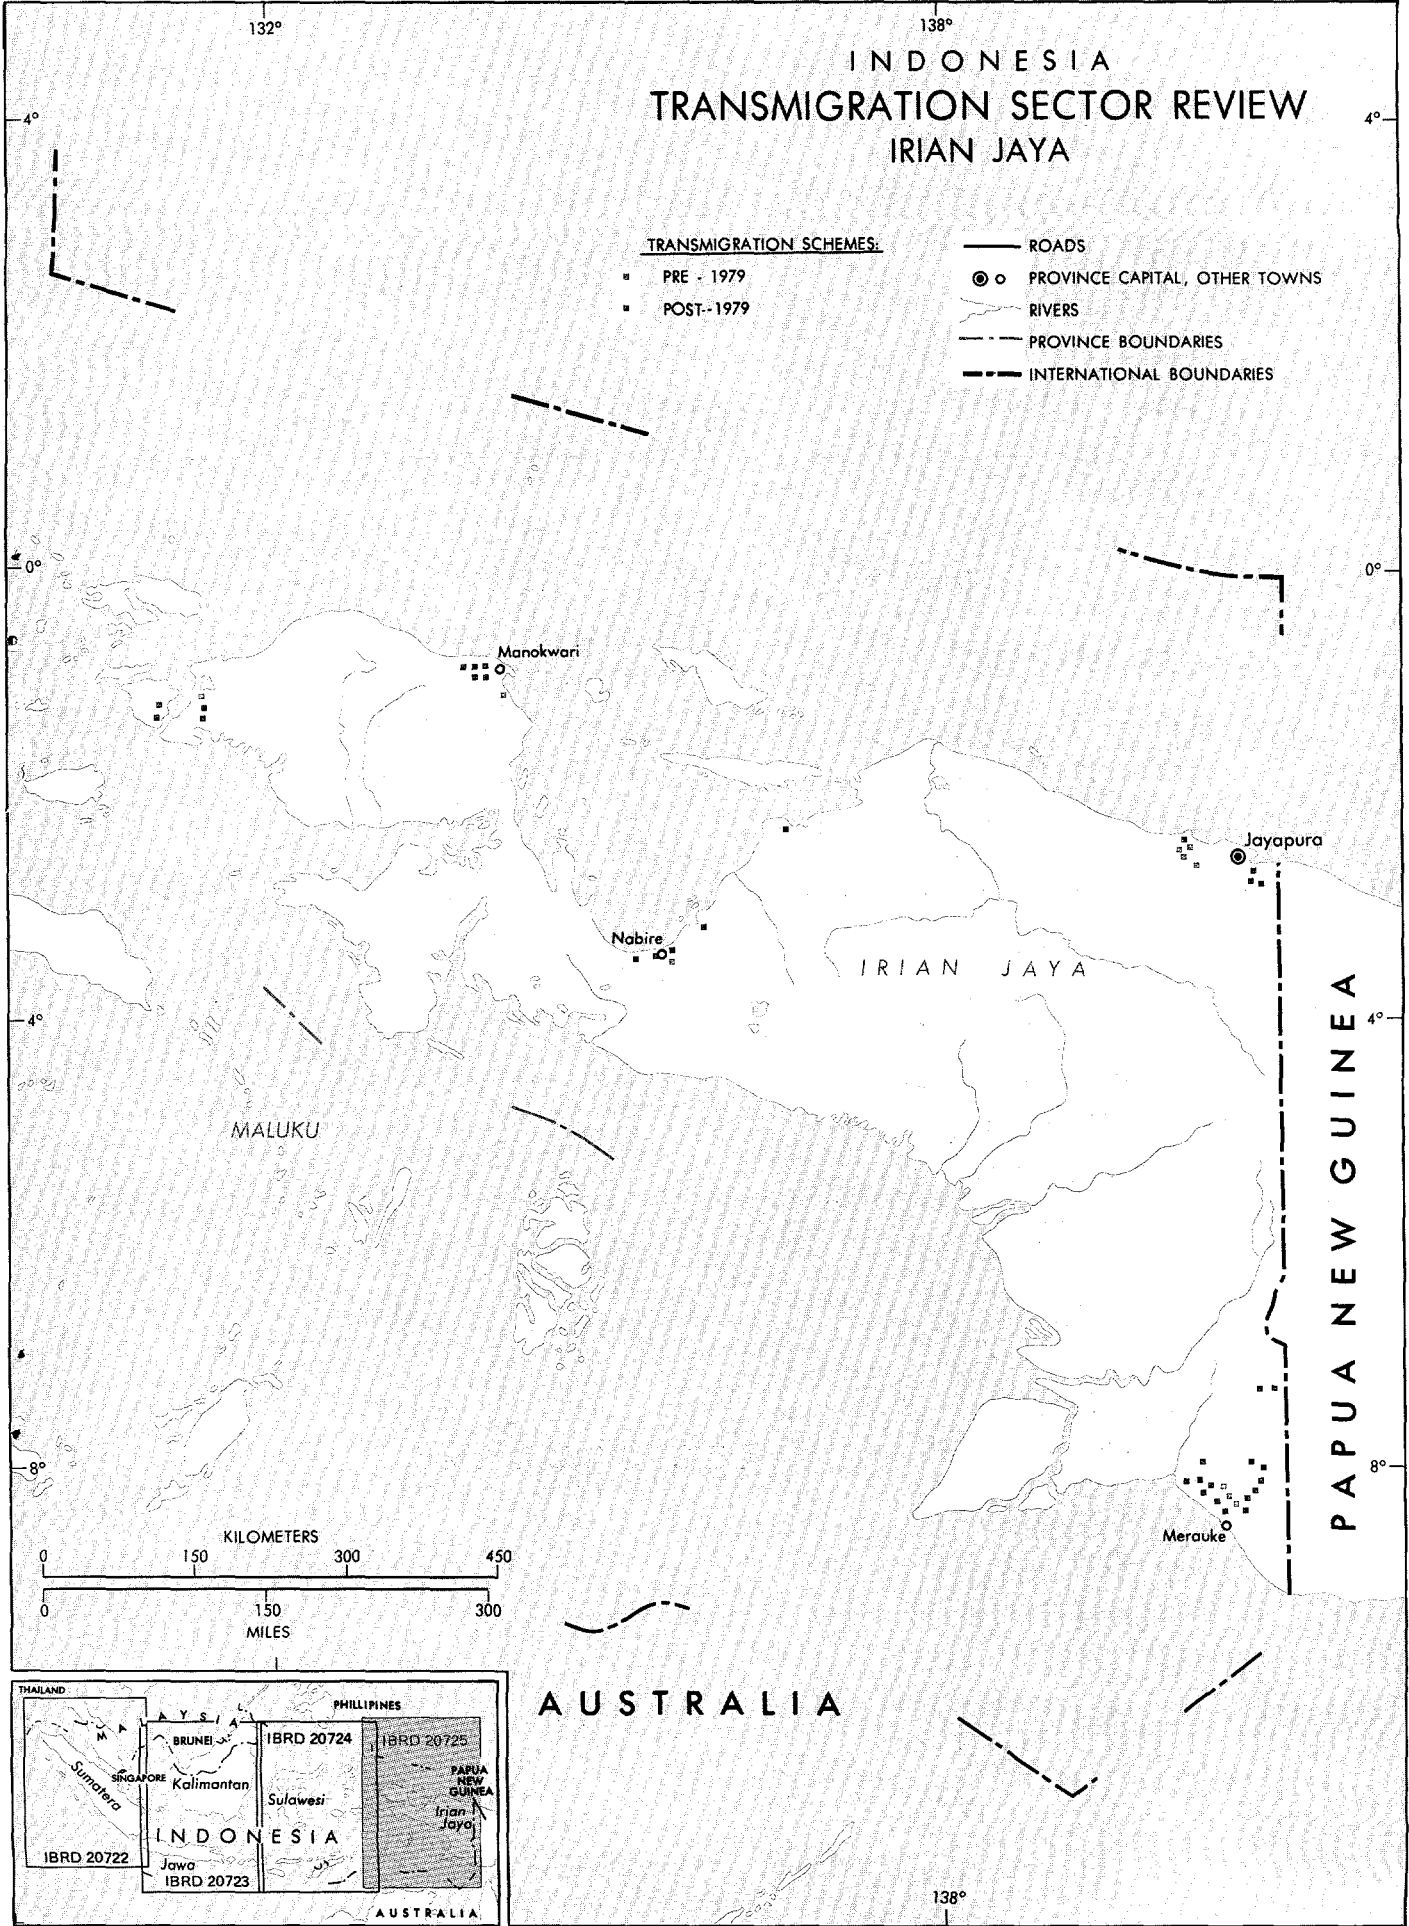 132°
138°
INDONESIA
TRANSMIGRATION SECTOR REVIEW
IRIAN JAYA
4°
4°
TRANSMIGRATION SCHEMES:
PRE - 1979
POST--1979
ROADS
PROVINCE CAPITAL, OTHER TOWNS
RIVERS
PROVINCE BOUNDARIES
INTERNATIONAL BOUNDARIES
0°
0°
Manokwari
Jayapura
Nabire
IRIAN JAYA
4°
4°
MALUKU
PAPUA NEW GUINEA
8°
8°
Merauke
KILOMETERS
0 150 300 450
0 150 300
MILES
AUSTRALIA
THAILAND
PHILLIPINES
MALAYSIA
BRUNEI
IBRD 20724
IBRD 20725
SINGAPORE
Kalimantan
PAPUA
NEW
GUINEA
Sumatera
Sulawesi
Irian
Jaya
INDONESIA
IBRD 20722
Jawa
IBRD 20723
AUSTRALIA
138°